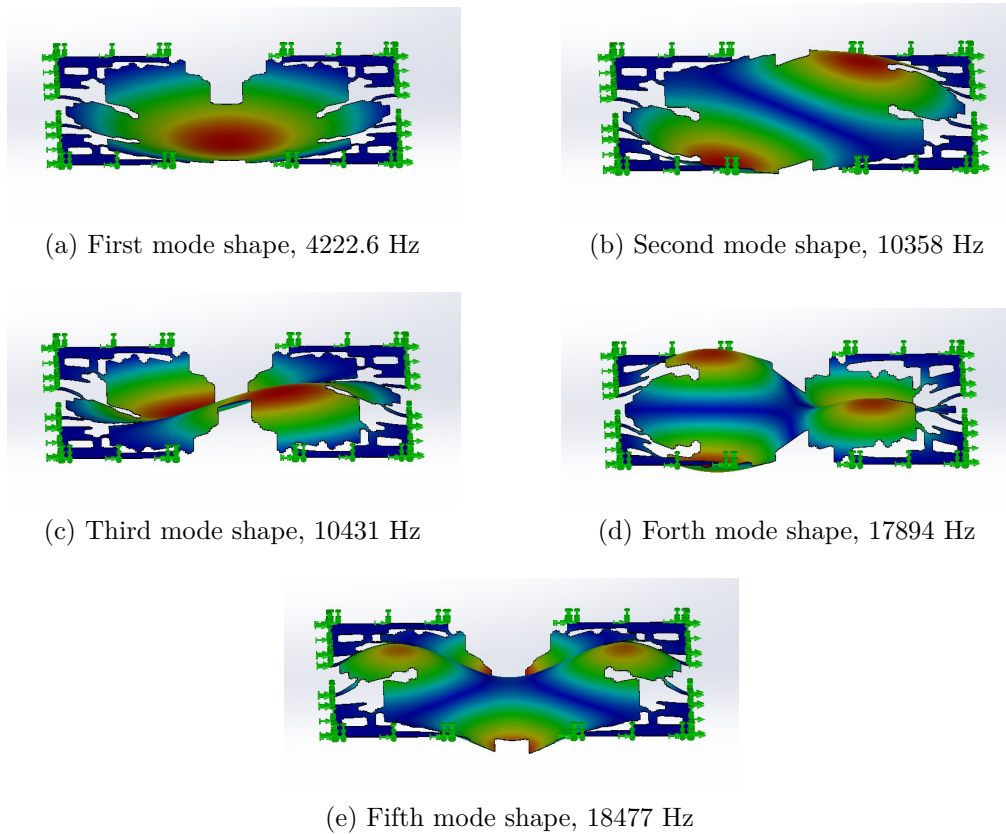 (a) First mode shape, 4222.6 Hz
(b) Second mode shape, 10358 Hz
(c) Third mode shape, 10431 Hz
(d) Forth mode shape, 17894 Hz
(e) Fifth mode shape, 18477 Hz